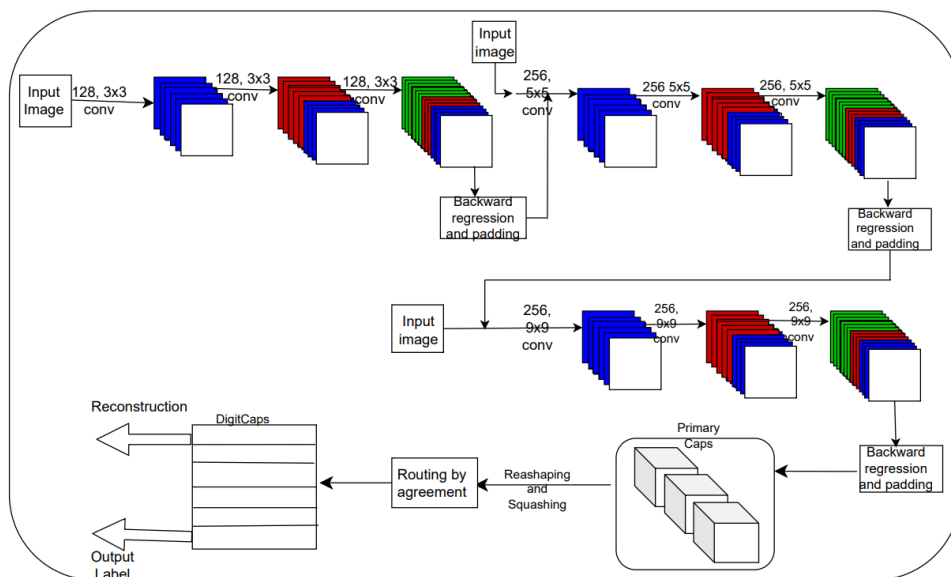 Input
image
Input
Image
128, 3x3
conv
128, 3x3
conv
128, 3x3
conv
256,
5x5
conv
256 5x5
conv
256, 5x5
conv
Backward
regression
and padding
Backward
regression
and padding
Input
image
256,
9x9
conv
256,
9x9
conv
256,
9x9
conv
Backward
regression
and padding
Reconstruction
DigitCaps
Primary
Caps
Routing by
agreement
Reashaping
and
Squashing
Output
Label